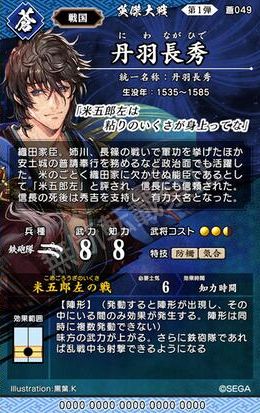 蒼
戦国
英傑大戦
第1弾
蒼049
にわ ながひで
丹羽長秀
統一名称：丹羽長秀
生没年：1535～1585
「米五郎左は
粘りのいくさが身上ってな」
織田家臣。姉川、長篠の戦いで軍功を挙げたほか
安土城の普請奉行を務めるなど政治面でも活躍し
た。米のごとく織田家に欠かせぬ能臣であるとし
て「米五郎左」と評され、信長にも信頼された。
信長の死後は秀吉を支持し、有力大名となった。
兵種 武力 知力 武将コスト
鉄砲隊 8 8 特技 防柵 気合
こめごろうざのいくさ 必要士気 効果時間
米五郎左の戦 6 知力時間
効果範囲
【陣形】（発動すると陣形が出現し、その
中にいる間のみ効果が発生する。陣形は同
時に複数発動できない）
味方の武力が上がる。さらに鉄砲隊であれ
ば乱戦中も射撃できるようになる
Illustration:黒葉.K
©SEGA
0000-0000-0000-0000-0000